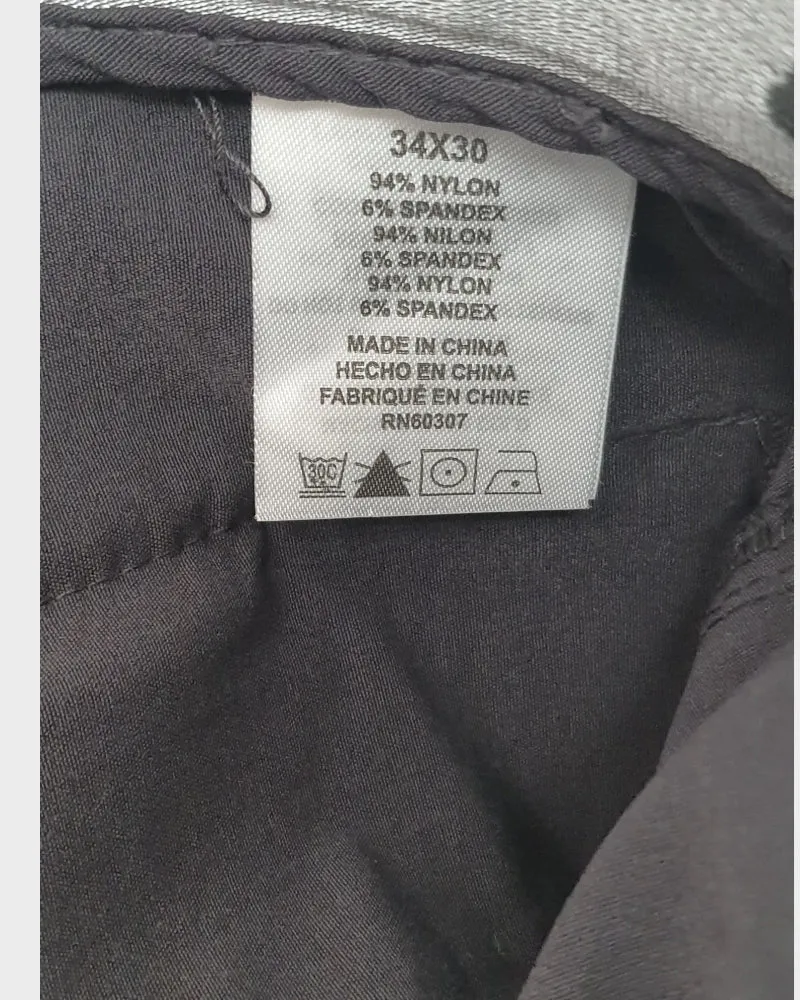 34X30
94% NYLON
6% SPANDEX
94% NILON
6% SPANDEX
94% NYLON
6% SPANDEX
MADE IN CHINA
HECHO EN CHINA
FABRIQUÉ EN CHINE
RN60307
30C